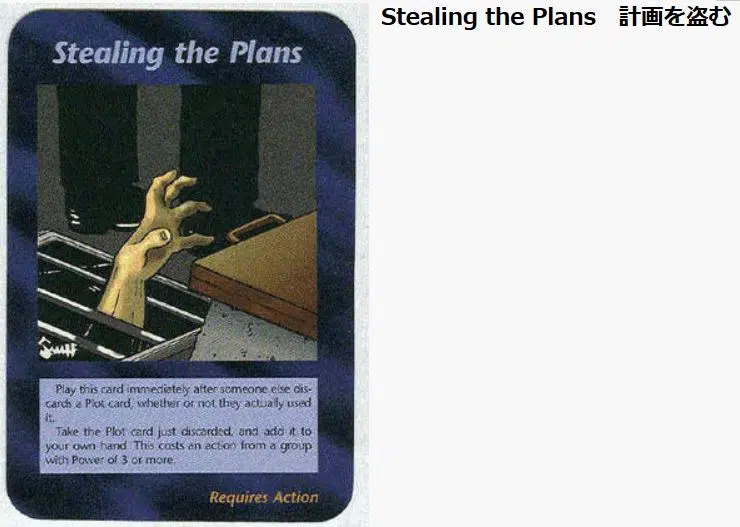 Stealing the Plans　計画を盗む
Stealing the Plans
Play this card immediately after someone else dis-
cards a Plot card, whether or not they actually used
it.
Take the Plot card just discarded, and add it to
your own hand. This costs an action from a group
with Power of 3 or more.
Requires Action